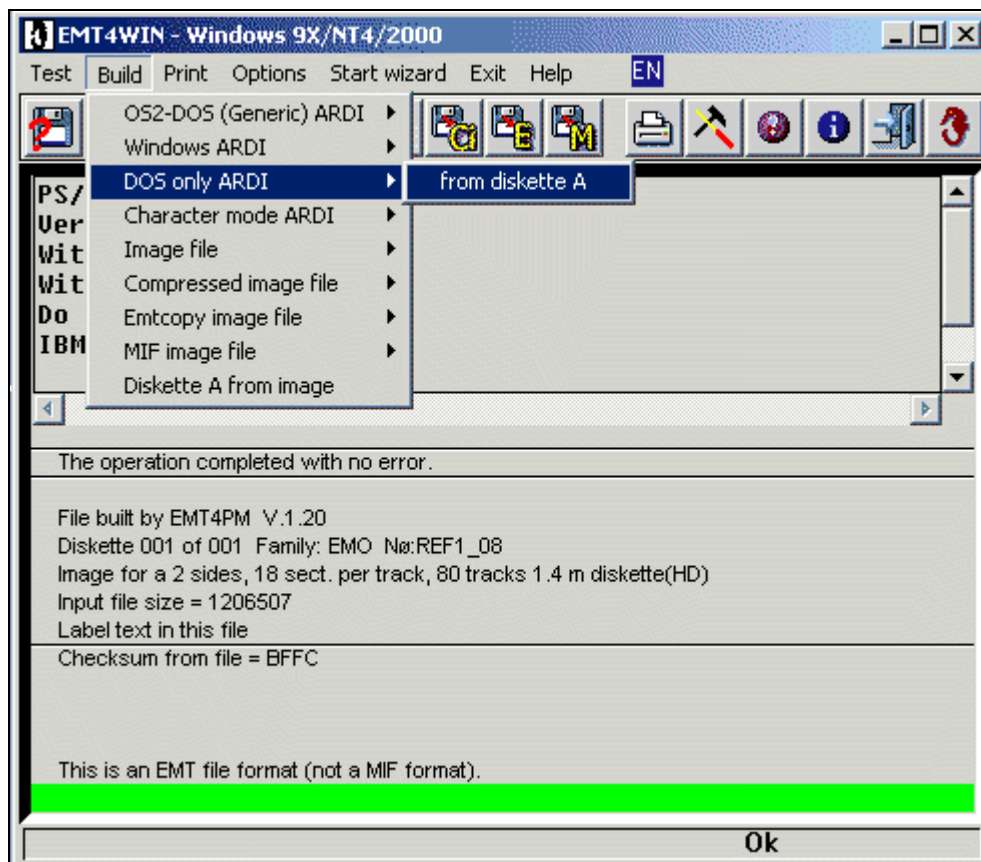 EMT4WIN - Windows 9X/NT4/2000
Test Build Print Options Start wizard Exit Help EN
OS2-DOS (Generic) ARDI
Windows ARDI
DOS only ARDI
from diskette A
Character mode ARDI
Image file
Compressed image file
Emtcopy image file
MIF image file
Diskette A from image
Ci E M
PS/
Ver
Wit
Wit
Do
IBM
The operation completed with no error.
File built by EMT4PM V.1.20
Diskette 001 of 001 Family: EMO Nø:REF1_08
Image for a 2 sides, 18 sect. per track, 80 tracks 1.4 m diskette(HD)
Input file size = 1206507
Label text in this file
Checksum from file = BFFC
This is an EMT file format (not a MIF format).
Ok